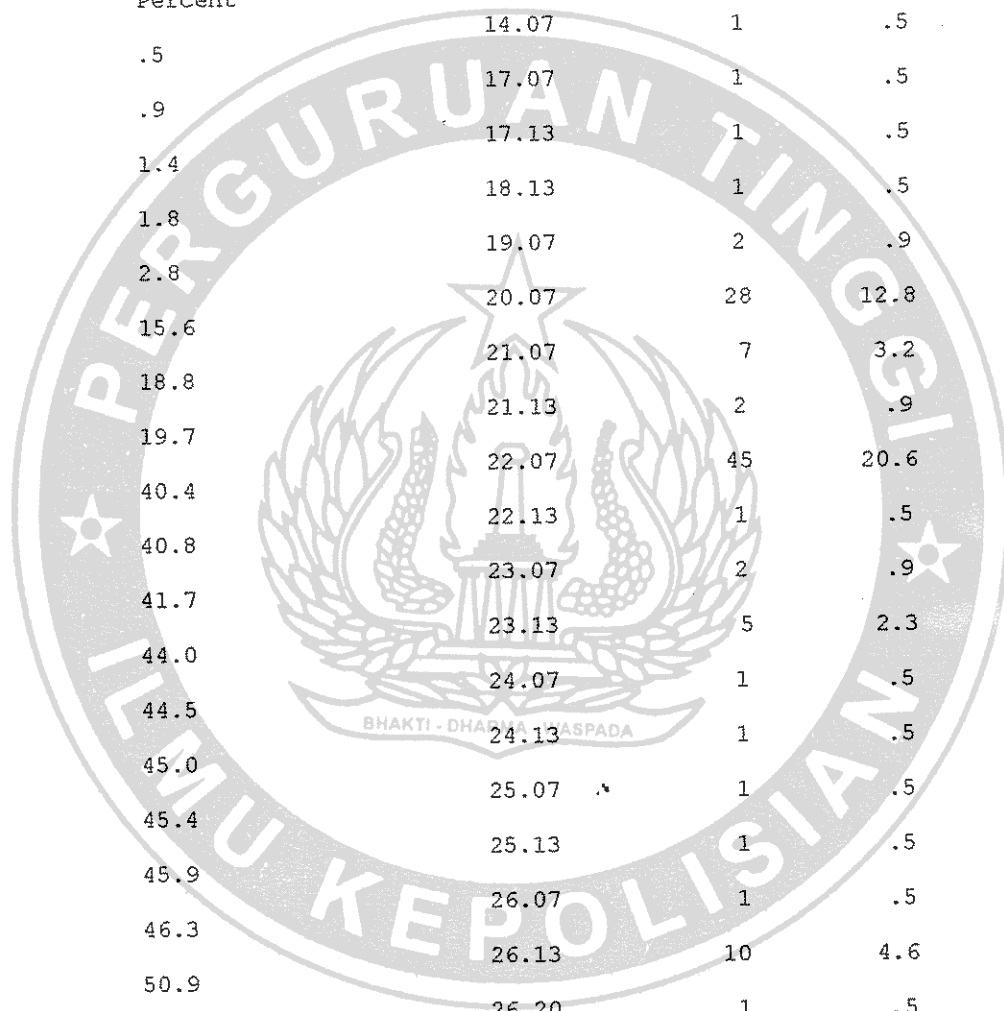 Percent
14.07 1 .5
.5
17.07 1 .5
.9
17.13 1 .5
1.4
18.13 1 .5
1.8
19.07 2 .9
2.8
20.07 28 12.8
15.6
21.07 7 3.2
18.8
21.13 2 .9
19.7
22.07 45 20.6
40.4
22.13 1 .5
40.8
23.07 2 .9
41.7
23.13 5 2.3
44.0
24.07 1 .5
44.5
24.13 1 .5
45.0
25.07 1 .5
45.4
25.13 1 .5
45.9
26.07 1 .5
46.3
26.13 10 4.6
50.9
26.20 1 .5
PERGURUAN TINGGI
ILMU KEPOLISIAN
BHAKTI - DHARMA - WASPADA